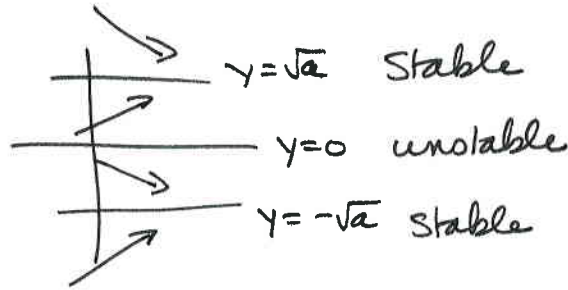 y = √a Stable
y = 0 unstable
y = -√a Stable